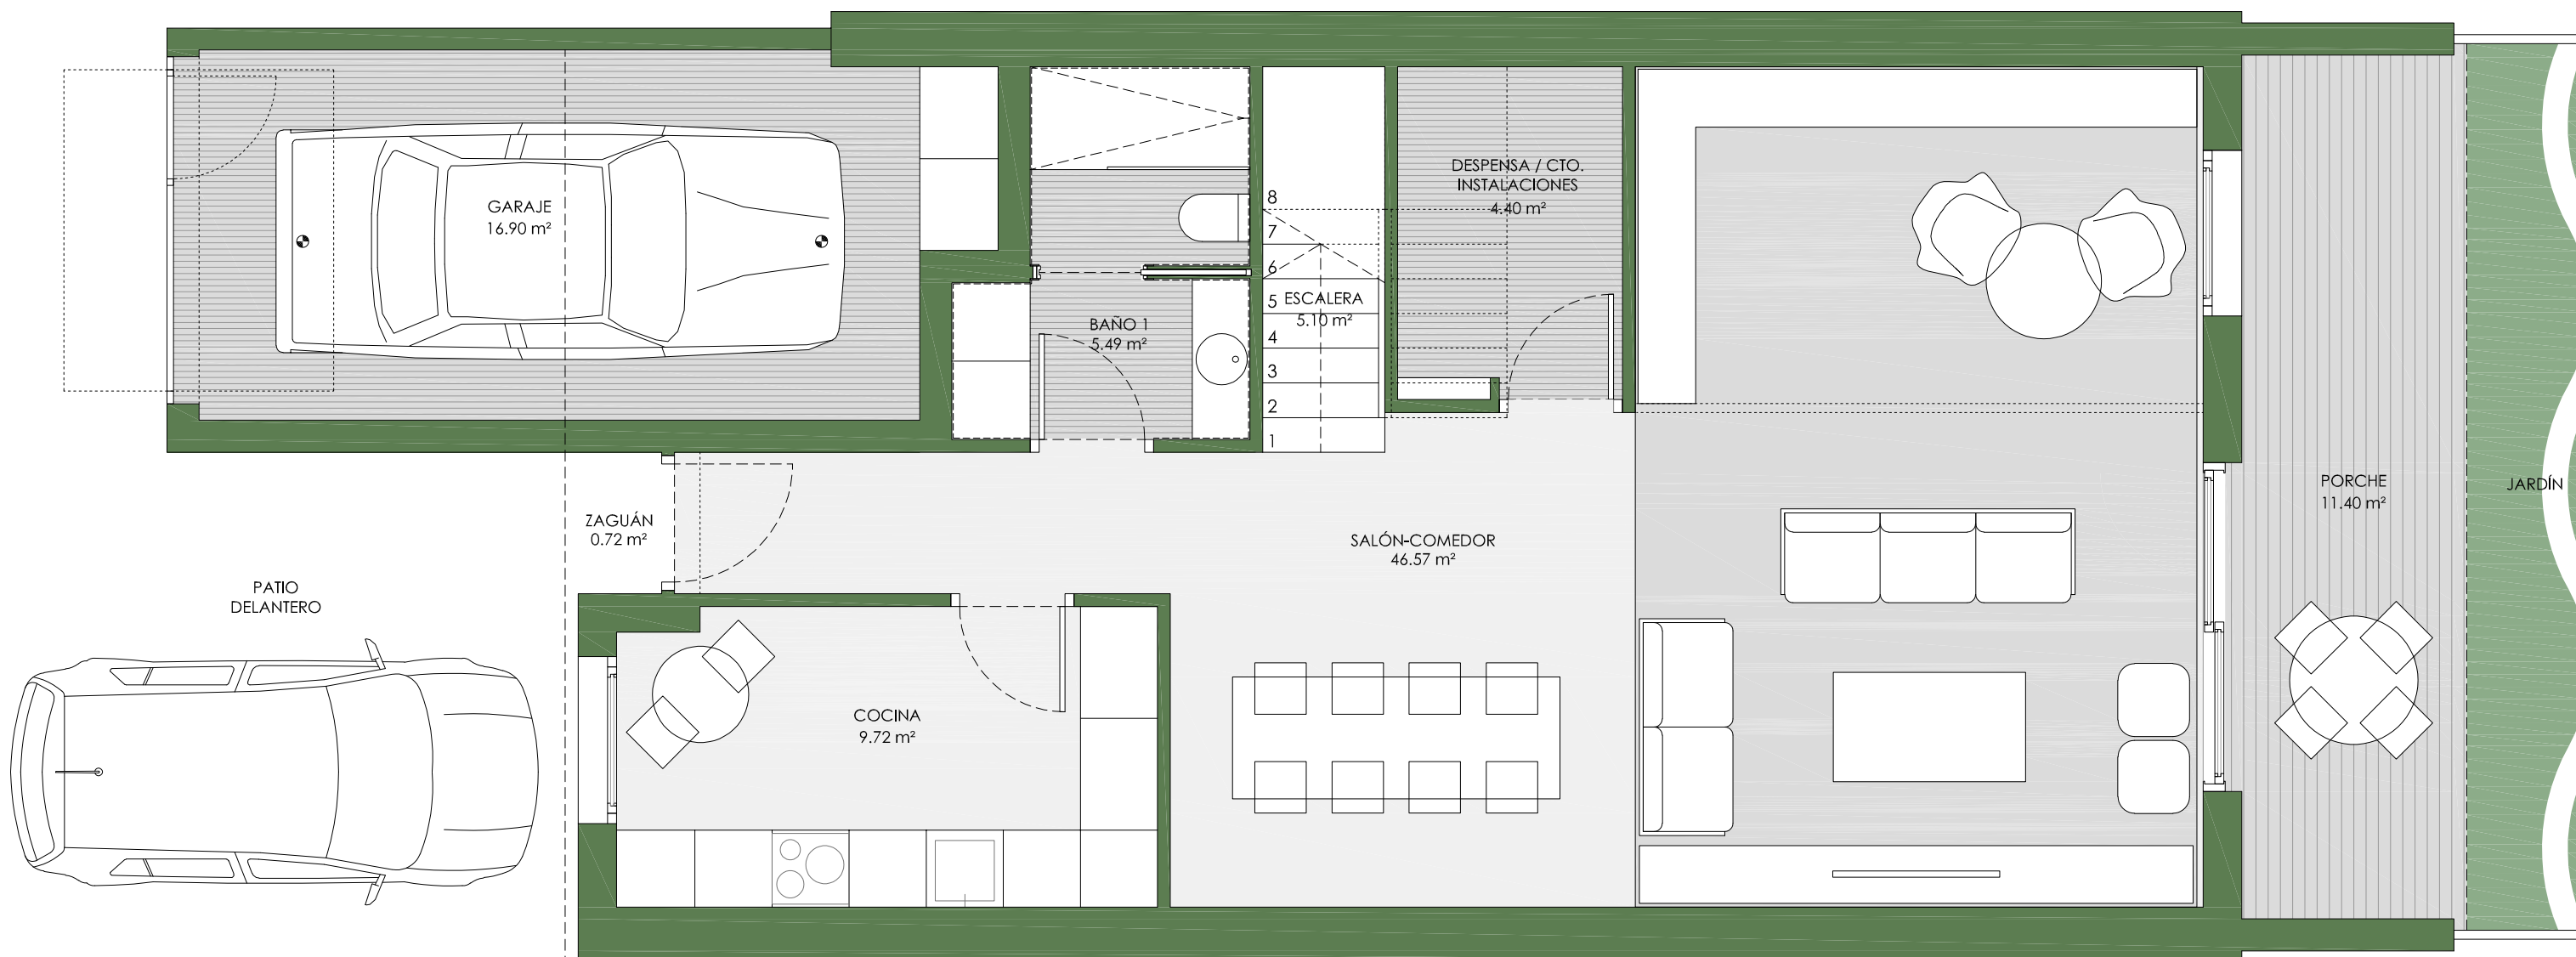 GARAJE
16.90 m²
BAÑO 1
5.49 m²
8
7
6
5
4
3
2
1
ESCALERA
5.10 m²
DESPENSA / CTO.
INSTALACIONES
4.40 m²
ZAGUÁN
0.72 m²
PATIO
DELANTERO
COCINA
9.72 m²
SALÓN-COMEDOR
46.57 m²
PORCHE
11.40 m²
JARDÍN